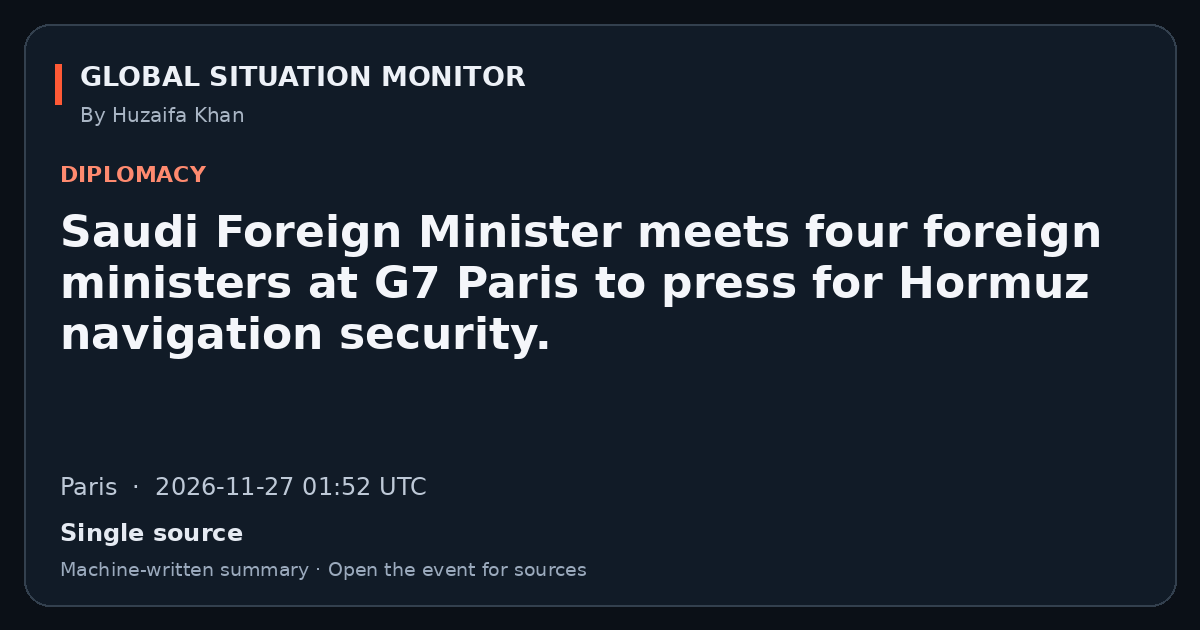 GLOBAL SITUATION MONITOR
By Huzaifa Khan
DIPLOMACY
Saudi Foreign Minister meets four foreign
ministers at G7 Paris to press for Hormuz
navigation security.
Paris · 2026-11-27 01:52 UTC
Single source
Machine-written summary · Open the event for sources